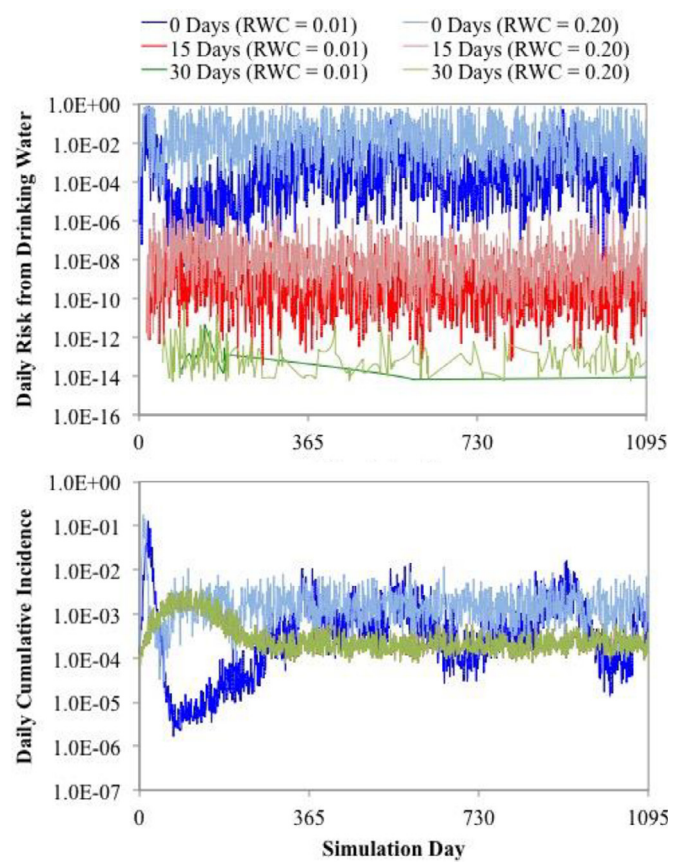 0 Days (RWC = 0.01) 0 Days (RWC = 0.20)
15 Days (RWC = 0.01) 15 Days (RWC = 0.20)
30 Days (RWC = 0.01) 30 Days (RWC = 0.20)
Daily Risk from Drinking Water
1.0E+00
1.0E-02
1.0E-04
1.0E-06
1.0E-08
1.0E-10
1.0E-12
1.0E-14
1.0E-16
0 365 730 1095
Daily Cumulative Incidence
1.0E+00
1.0E-01
1.0E-02
1.0E-03
1.0E-04
1.0E-05
1.0E-06
1.0E-07
0 365 730 1095
Simulation Day